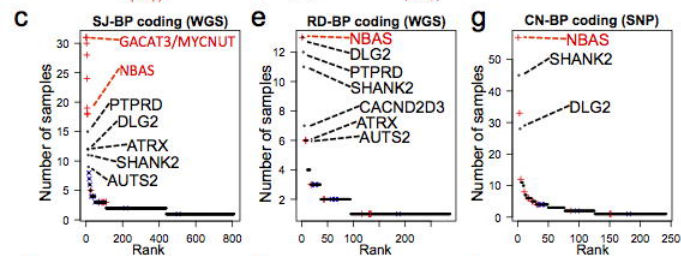 c
SJ-BP coding (WGS)
Number of samples
30
25
20
15
10
5
0
GACAT3/MYCNUT
NBAS
PTPRD
DLG2
ATRX
SHANK2
AUTS2
0 200 400 600 800
Rank
e
RD-BP coding (WGS)
Number of samples
12
10
8
6
4
2
NBAS
DLG2
PTPRD
SHANK2
CACND2D3
ATRX
AUTS2
0 50 100 200
Rank
g
CN-BP coding (SNP)
Number of samples
50
40
30
20
10
0
NBAS
SHANK2
DLG2
0 50 100 150 200 250
Rank